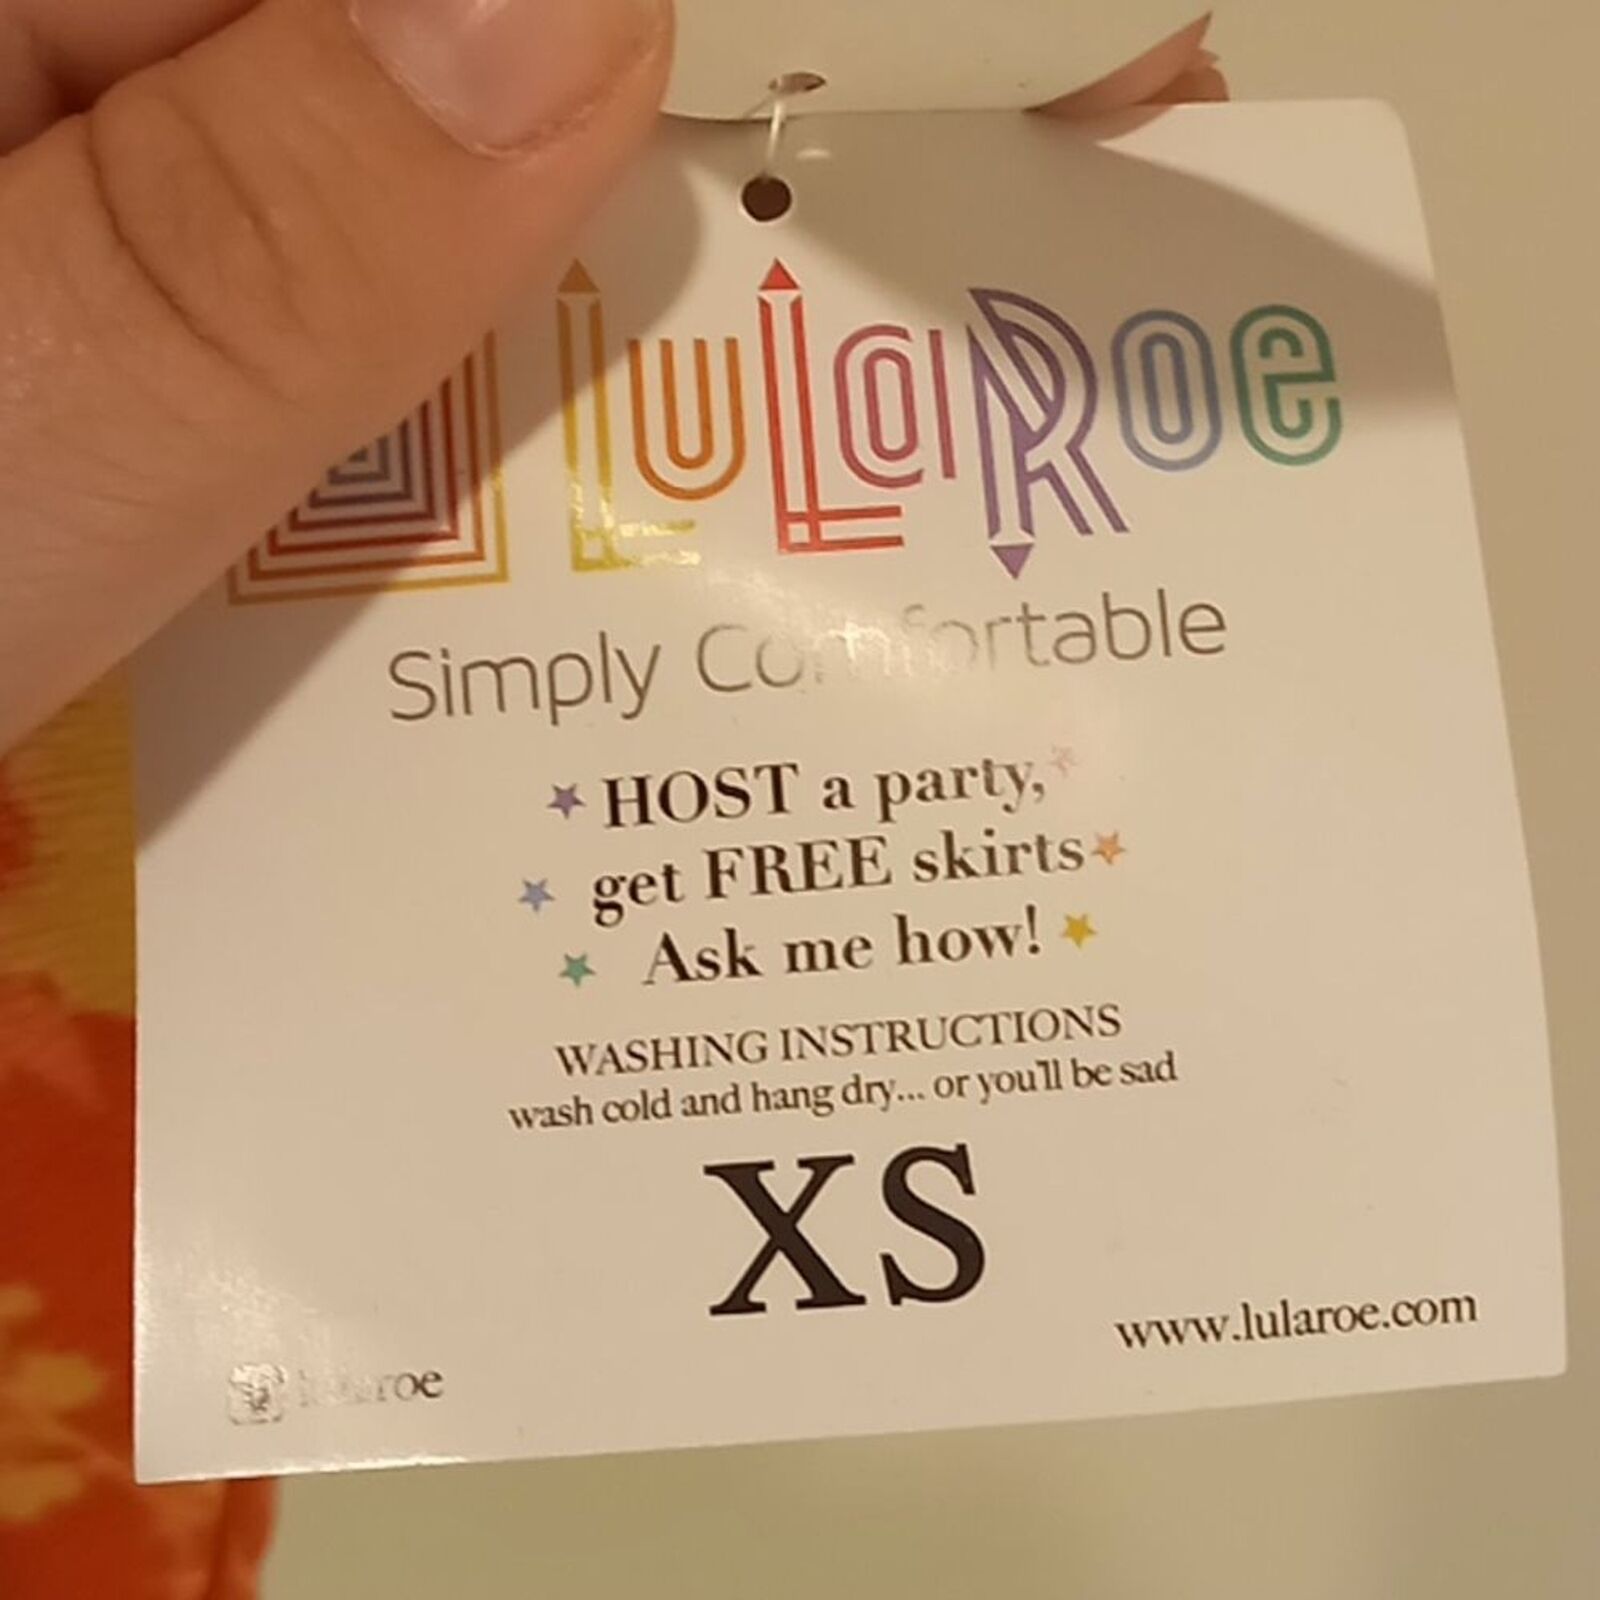 LuLaRoe
Simply Comfortable
HOST a party,
get FREE skirts
Ask me how!
WASHING INSTRUCTIONS
wash cold and hang dry... or you'll be sad
XS
www.lularoe.com
lularoe